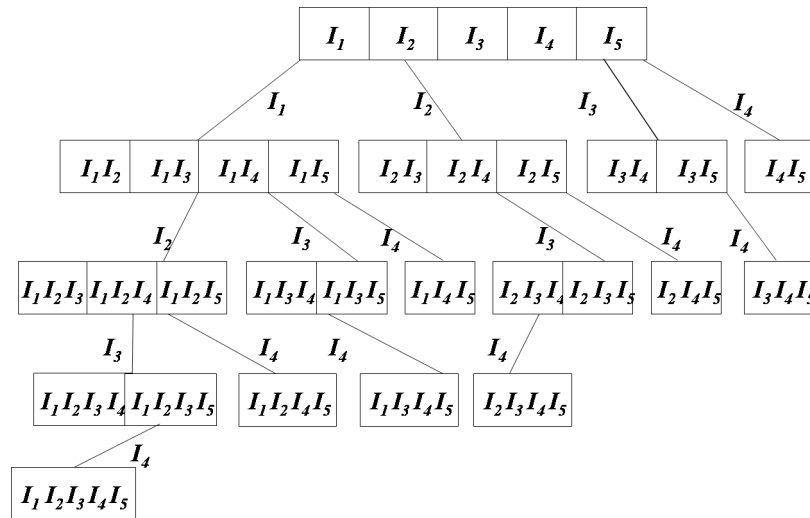 I₁ I₂ I₃ I₄ I₅
I₁ I₂ I₃ I₄
I₁I₂ I₁I₃ I₁I₄ I₁I₅ I₂I₃ I₂I₄ I₂I₅ I₃I₄ I₃I₅ I₄I₅
I₂ I₃ I₄ I₃ I₄ I₄
I₁I₂I₃ I₁I₂I₄ I₁I₂I₅ I₁I₃I₄ I₁I₃I₅ I₁I₄I₅ I₂I₃I₄ I₂I₃I₅ I₂I₄I₅ I₃I₄I₅
I₃ I₄ I₄ I₄
I₁I₂I₃I₄ I₁I₂I₃I₅ I₁I₂I₄I₅ I₁I₃I₄I₅ I₂I₃I₄I₅
I₄
I₁I₂I₃I₄I₅